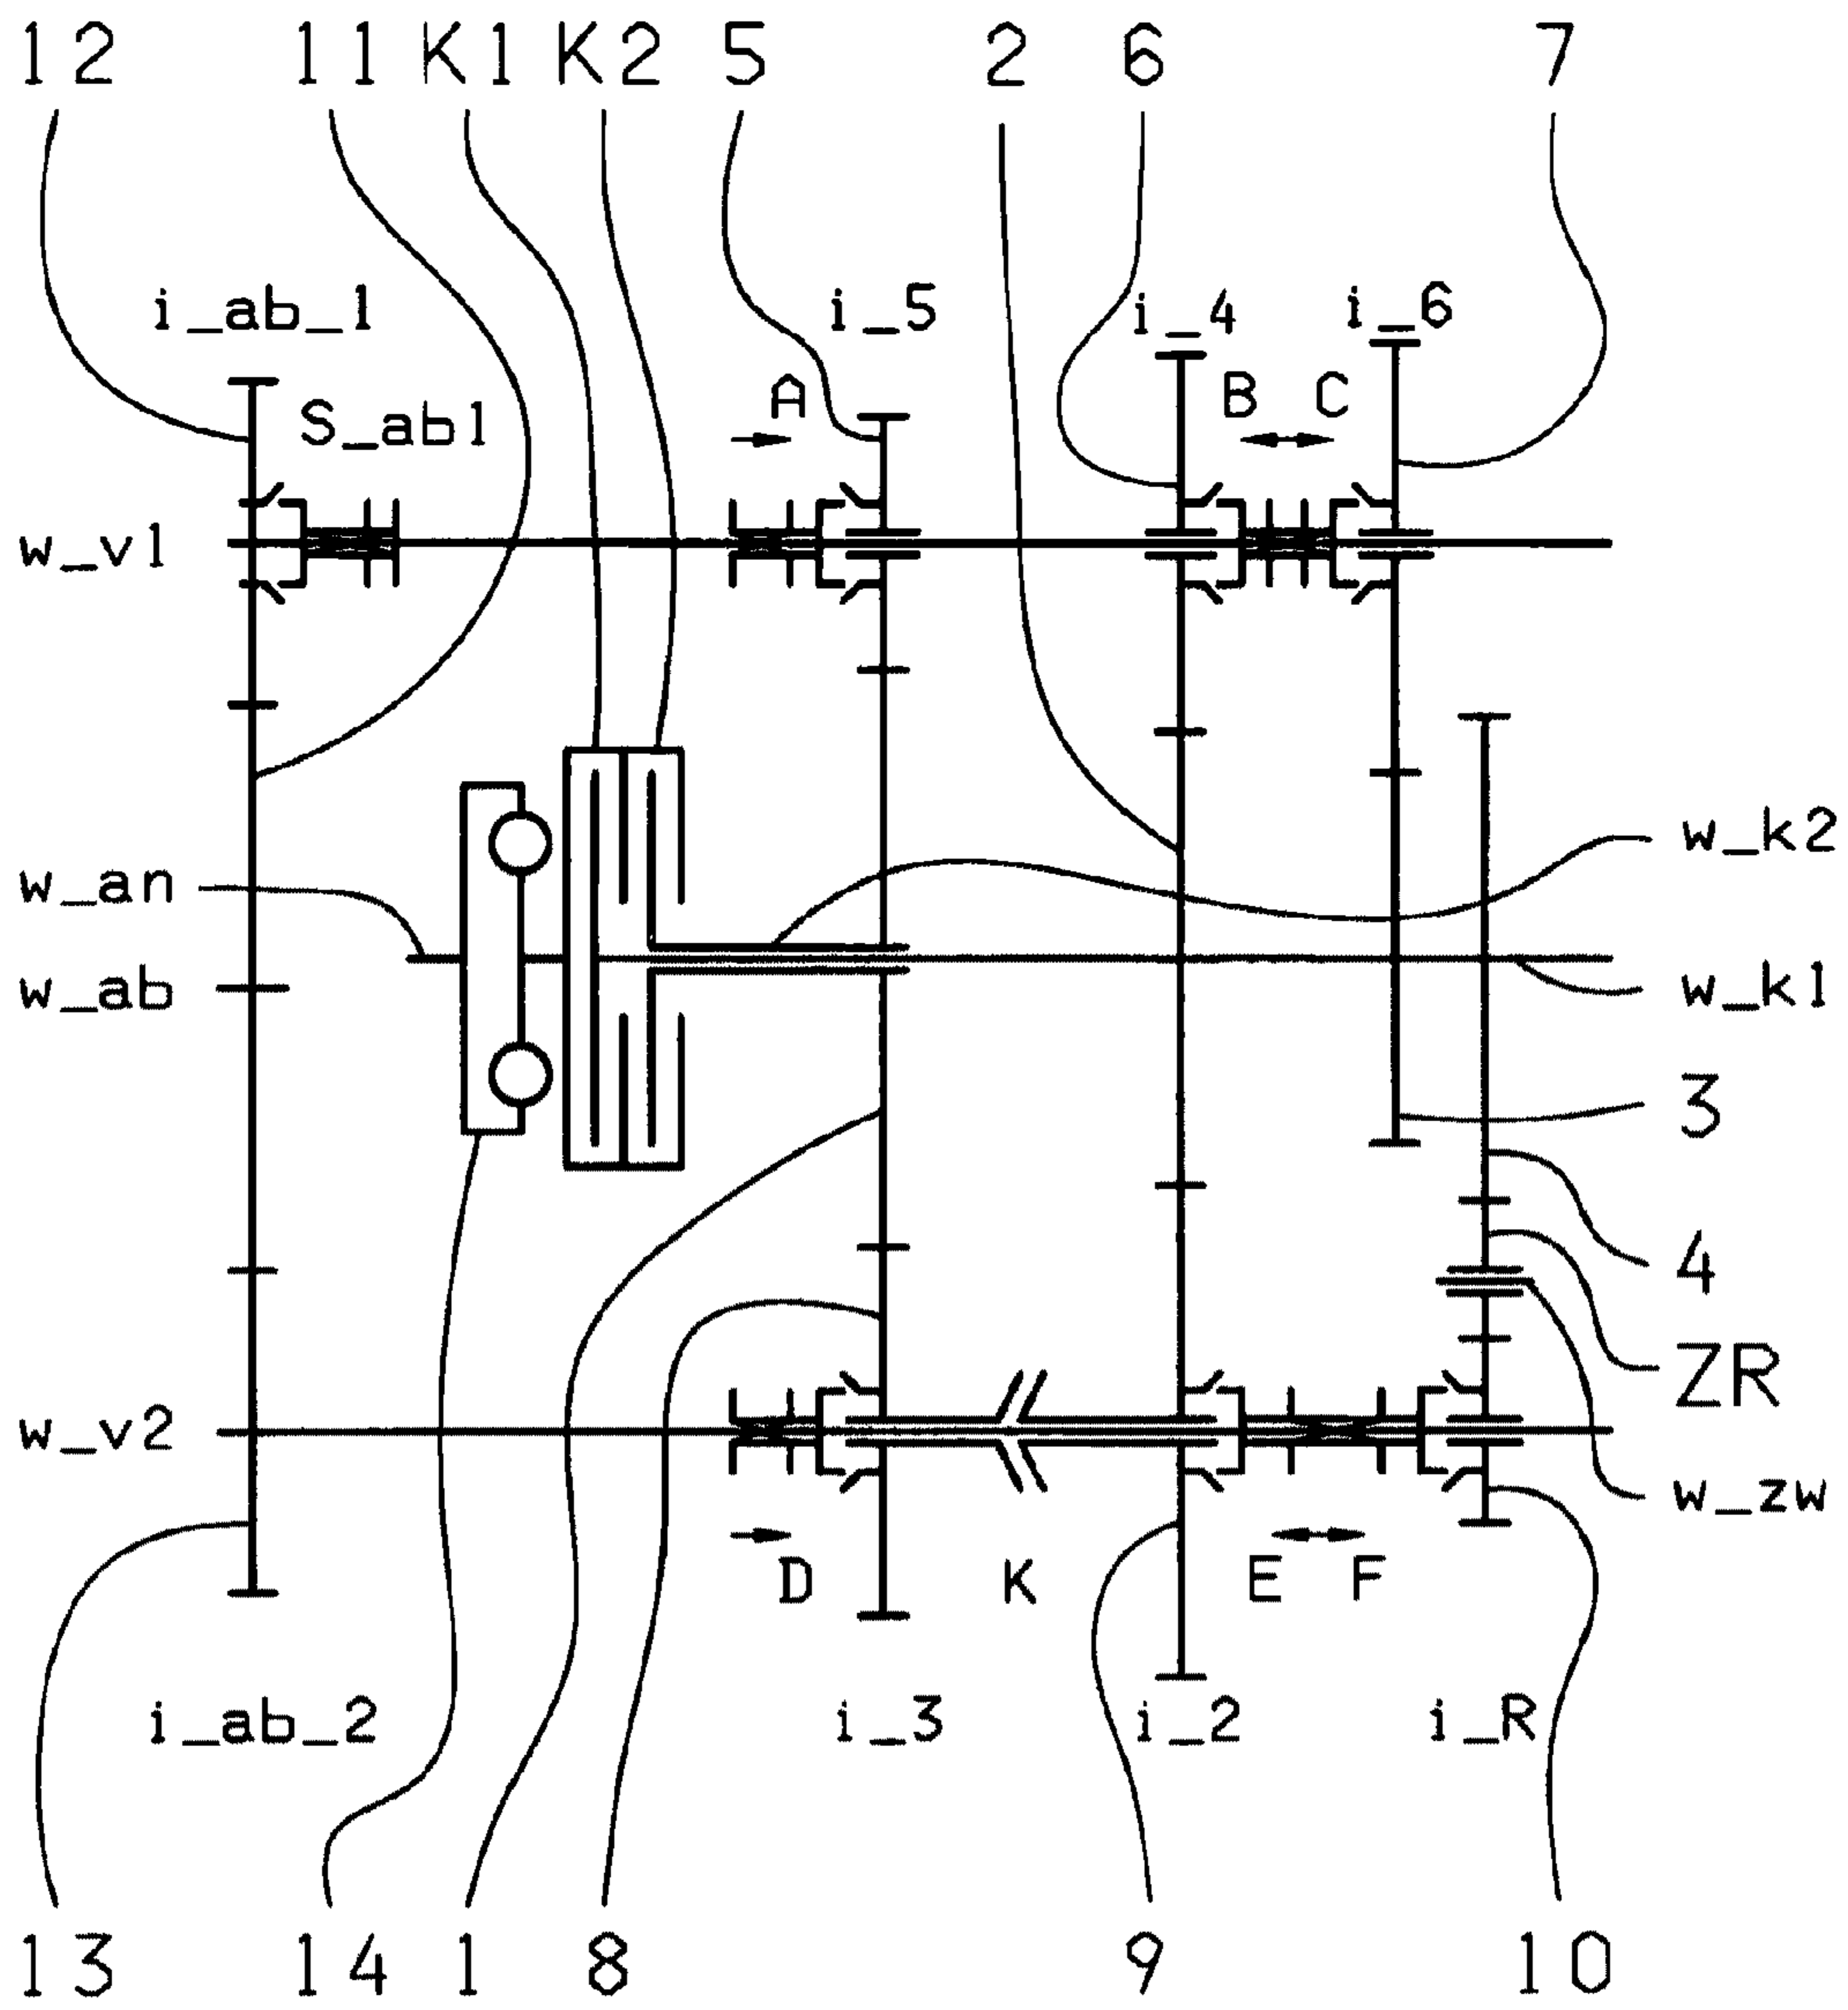 12 11 K1 K2 5 2 6 7
i_ab_1 i_5 i_4 i_6
S_ab1 A B C
w_v1
w_k2
w_an
w_ab w_k1
3
4
ZR
w_v2
w_zw
D K E F
i_ab_2 i_3 i_2 i_R
13 14 1 8 9 10